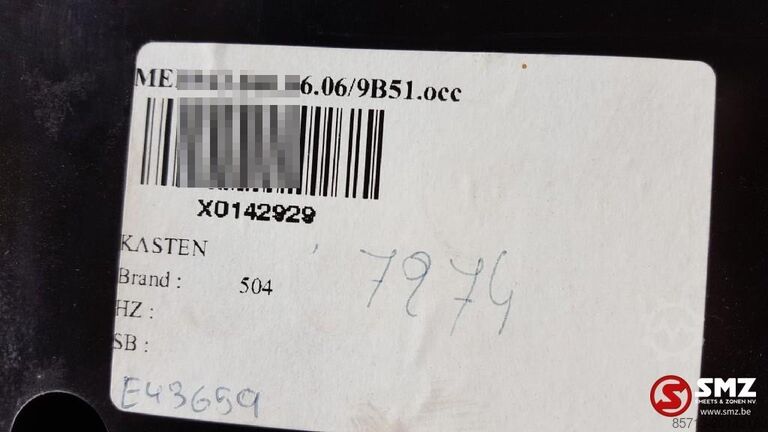 ME 6.06/9B51.occ
X0142929
KASTEN
Brand : 504
7974
HZ :
SB :
E43659
SMZ
SMEETS & ZONEN NV
www.smz.be